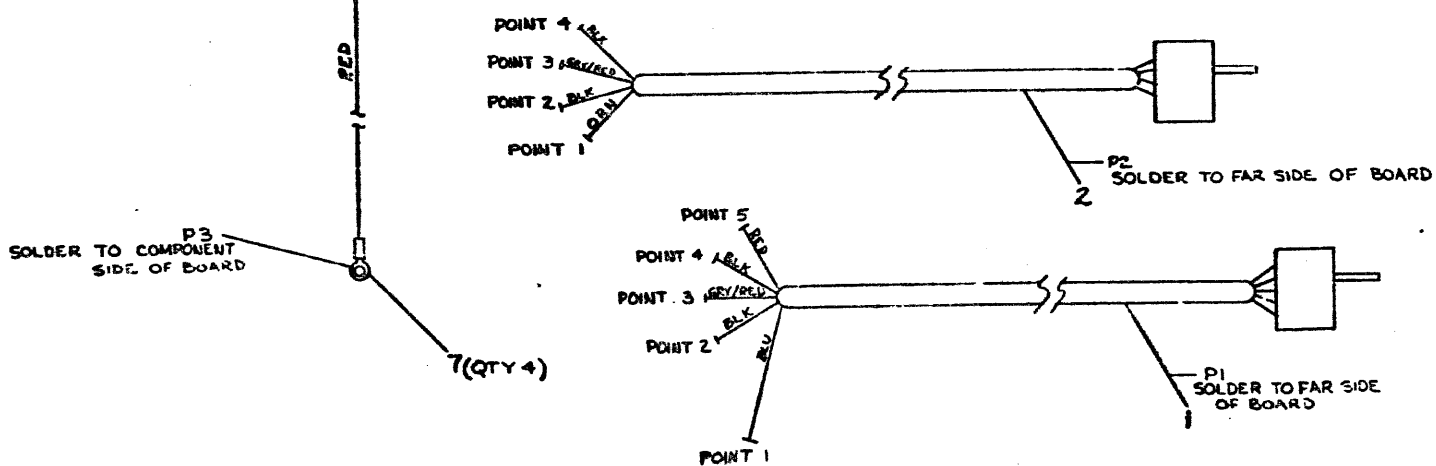 RED
P3
SOLDER TO COMPONENT
SIDE OF BOARD
7(QTY 4)
POINT 4
BLK
POINT 3
GRY/RED
POINT 2
BLK
POINT 1
ORN
P2
SOLDER TO FAR SIDE OF BOARD
2
POINT 5
RED
POINT 4
BLK
POINT 3
GRY/RED
POINT 2
BLK
BLU
POINT 1
P1
SOLDER TO FAR SIDE
OF BOARD
1